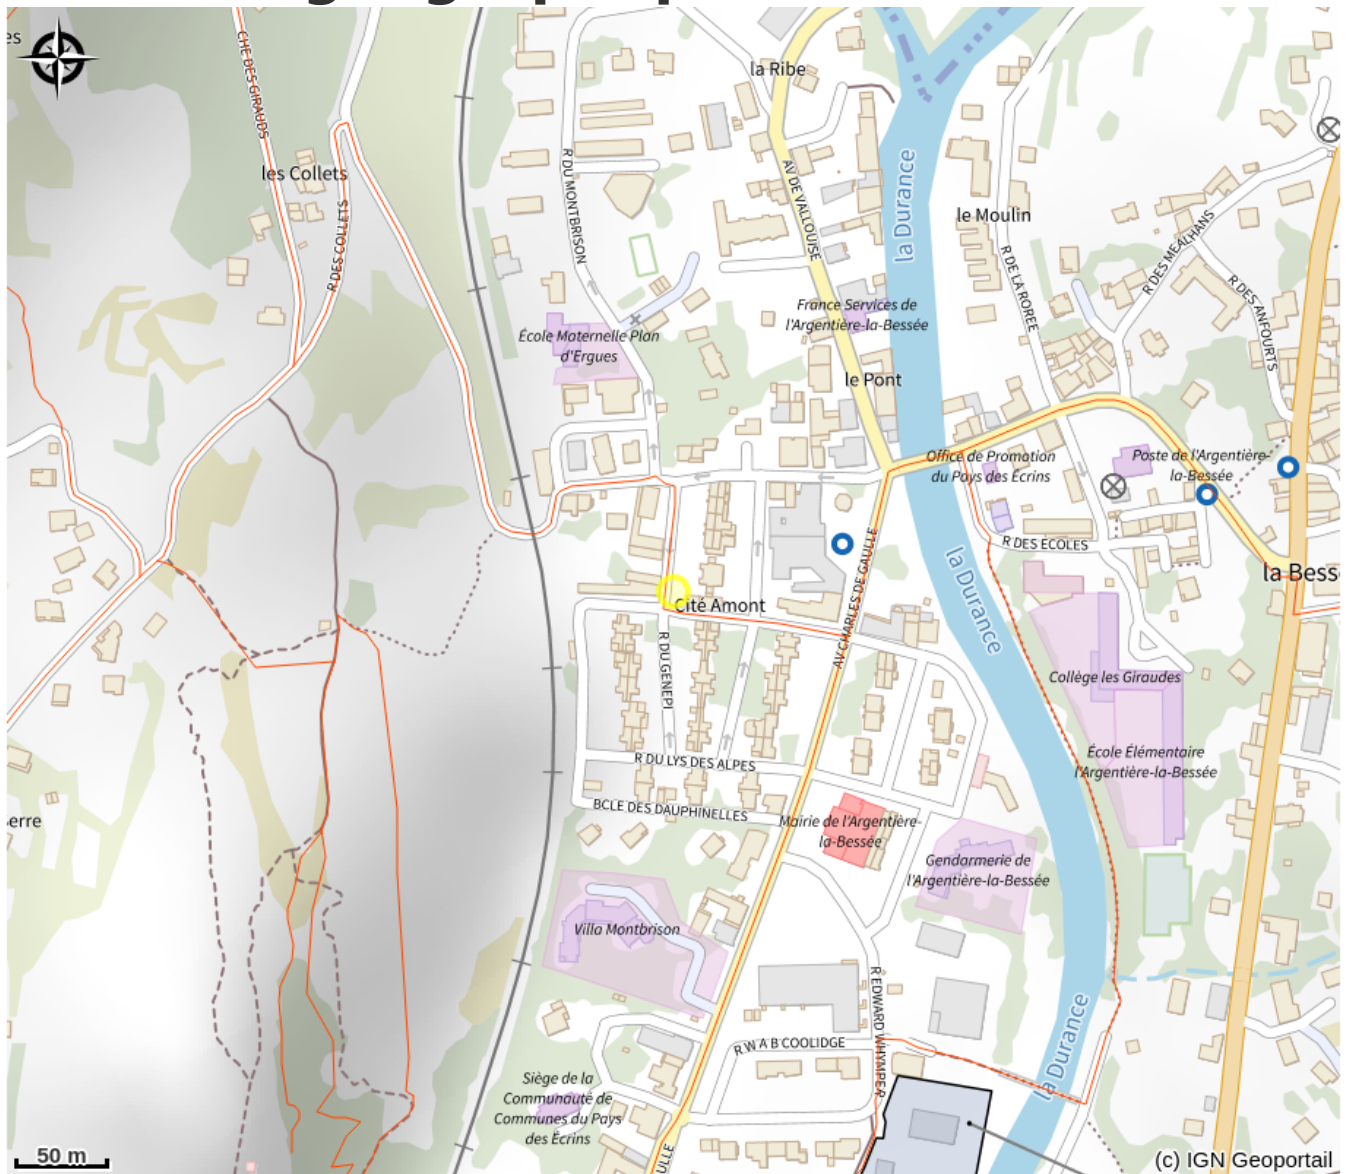 es
CHE DES GIRAUDS
la Ribe
les Collets
R DU MONTBRISON
AV DE VALLOUISE
la Durance
le Moulin
R DES COLLETS
R DE LA ROREE
R DES MEALHANS
R DES ANFOURTS
France Services de
l'Argentière-la-Bessée
École Maternelle Plan
d'Ergues
le Pont
Office de Promotion
du Pays des Écrins
Poste de l'Argentière-
la-Bessée
R DES ECOLES
la Durance
la Bess
Cité Amont
AV CHARLES DE GAULLE
R DU GENEPI
Collège les Giraudes
École Élémentaire
l'Argentière-la-Bessée
R DU LYS DES ALPES
BCLE DES DAUPHINELLES
Mairie de l'Argentière-
la-Bessée
erre
Gendarmerie de
l'Argentière-la-Bessée
Villa Montbrison
R EDWARD WHYMPER
R W A B COOLIDGE
la Durance
Siège de la
Communauté de
Communes du Pays
des Écrins
ULLE
50 m
(c) IGN Geoportail